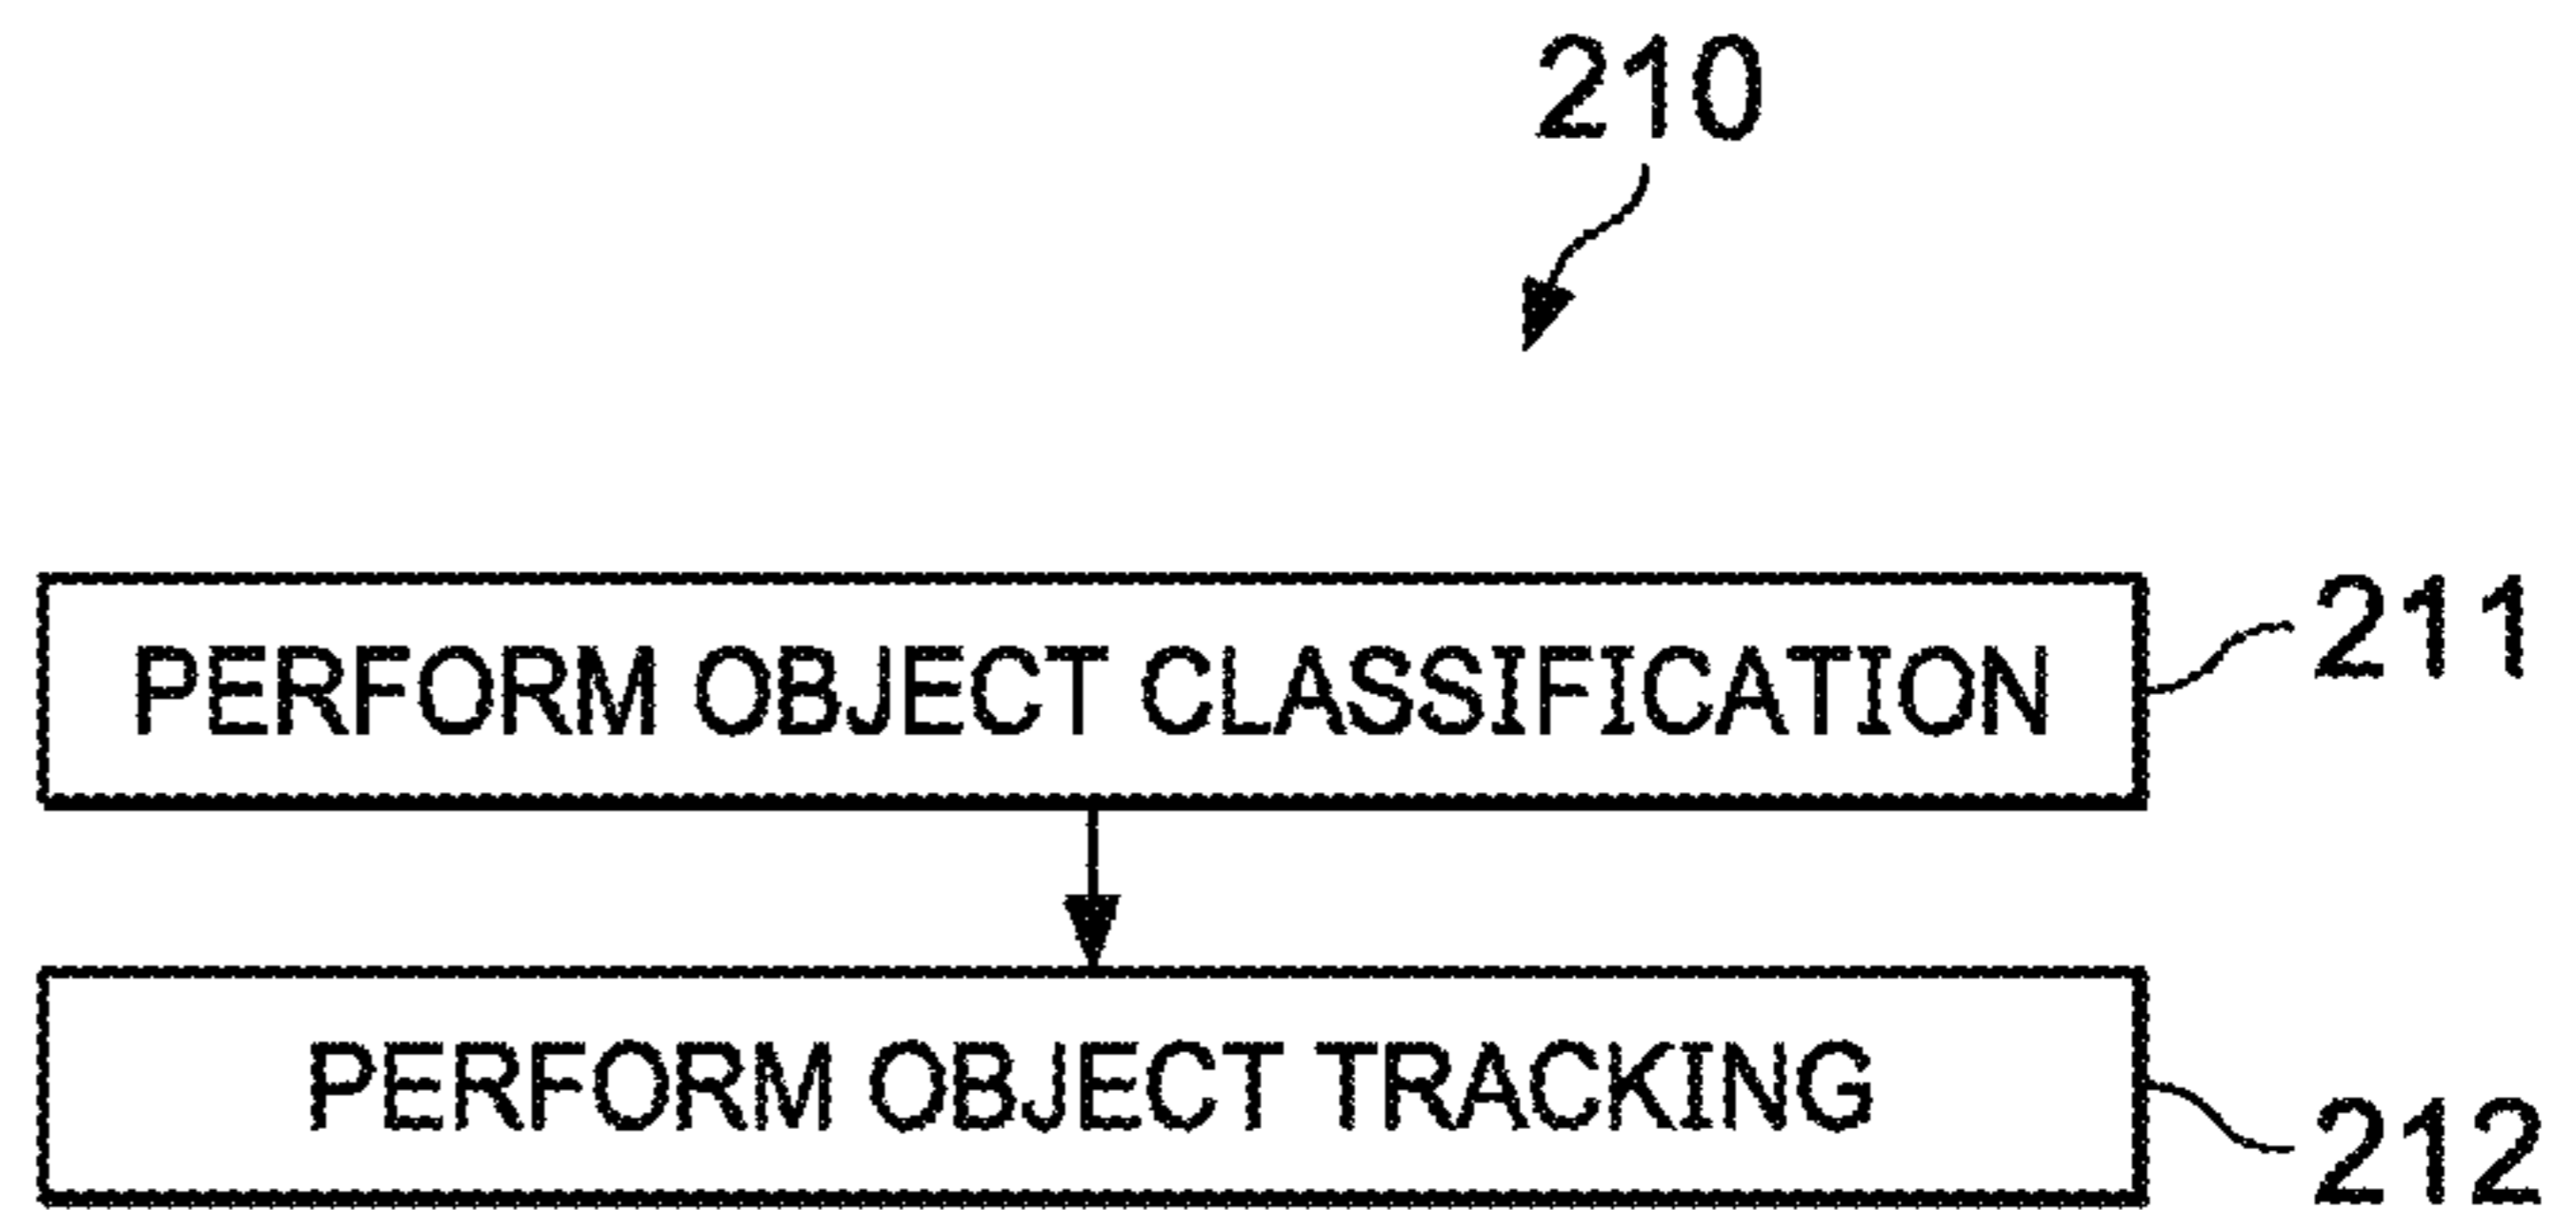 210
PERFORM OBJECT CLASSIFICATION
211
PERFORM OBJECT TRACKING
212